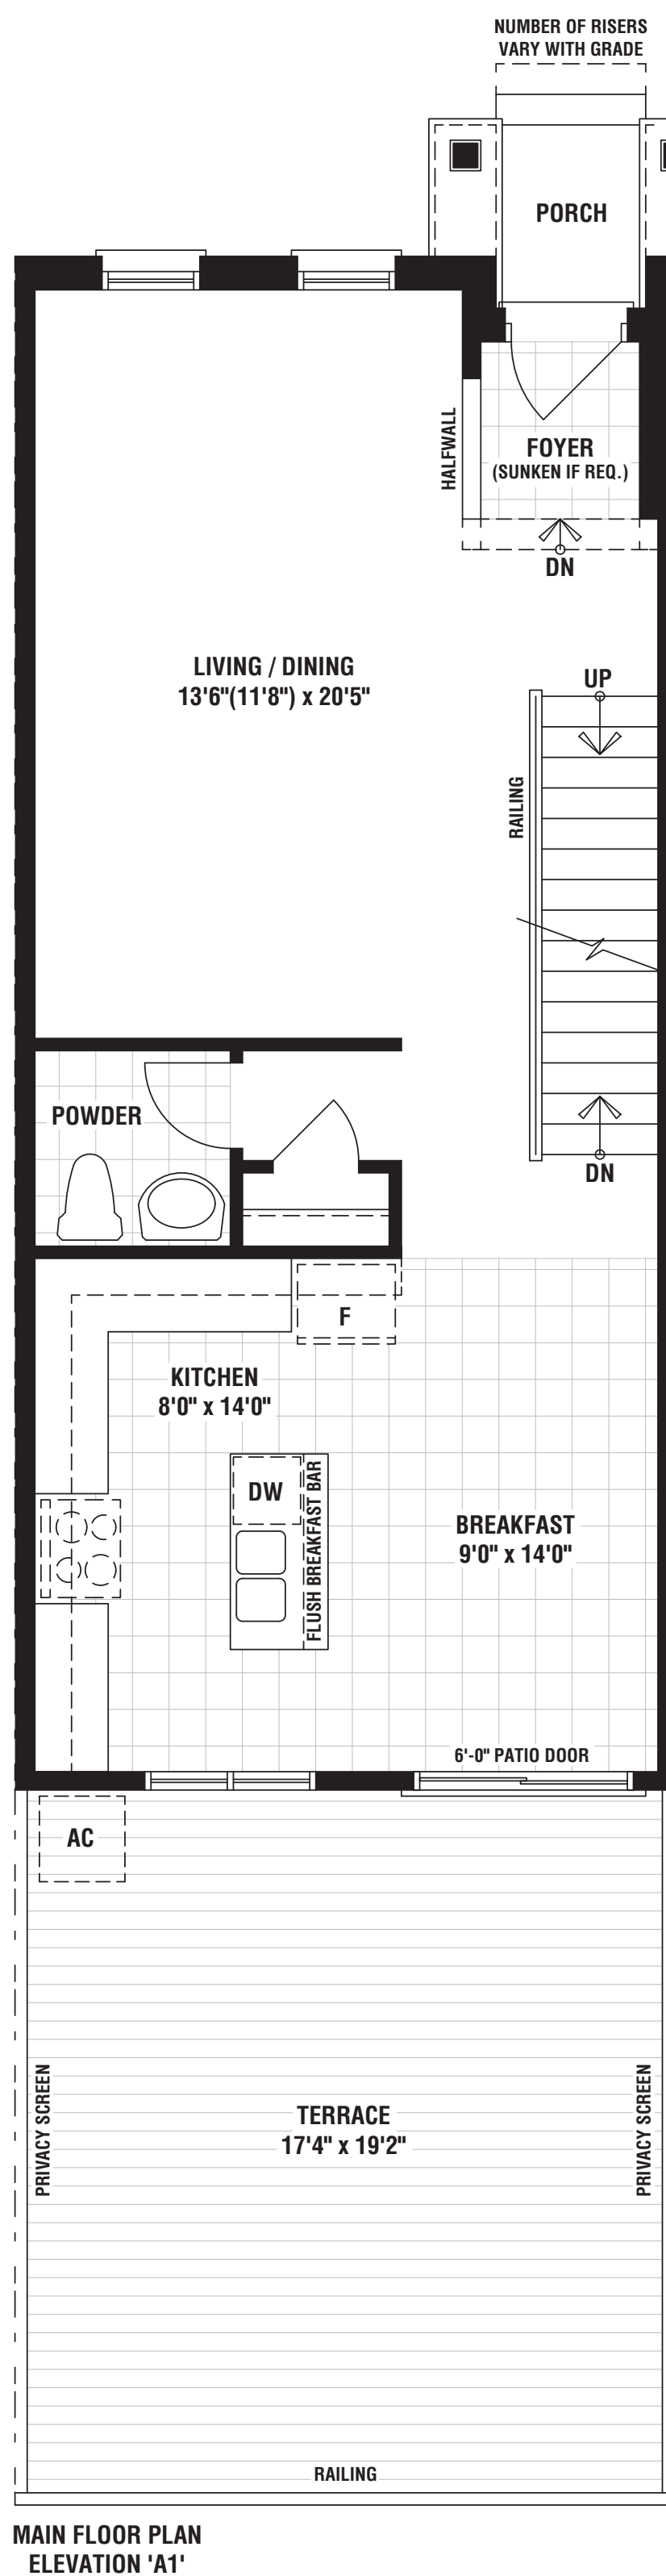 NUMBER OF RISERS
VARY WITH GRADE
PORCH
HALFWALL
FOYER
(SUNKEN IF REQ.)
DN
LIVING / DINING
13'6"(11'8") x 20'5"
UP
RAILING
POWDER
DN
F
KITCHEN
8'0" x 14'0"
DW
FLUSH BREAKFAST BAR
BREAKFAST
9'0" x 14'0"
6'-0" PATIO DOOR
AC
PRIVACY SCREEN
PRIVACY SCREEN
TERRACE
17'4" x 19'2"
RAILING
MAIN FLOOR PLAN
ELEVATION 'A1'